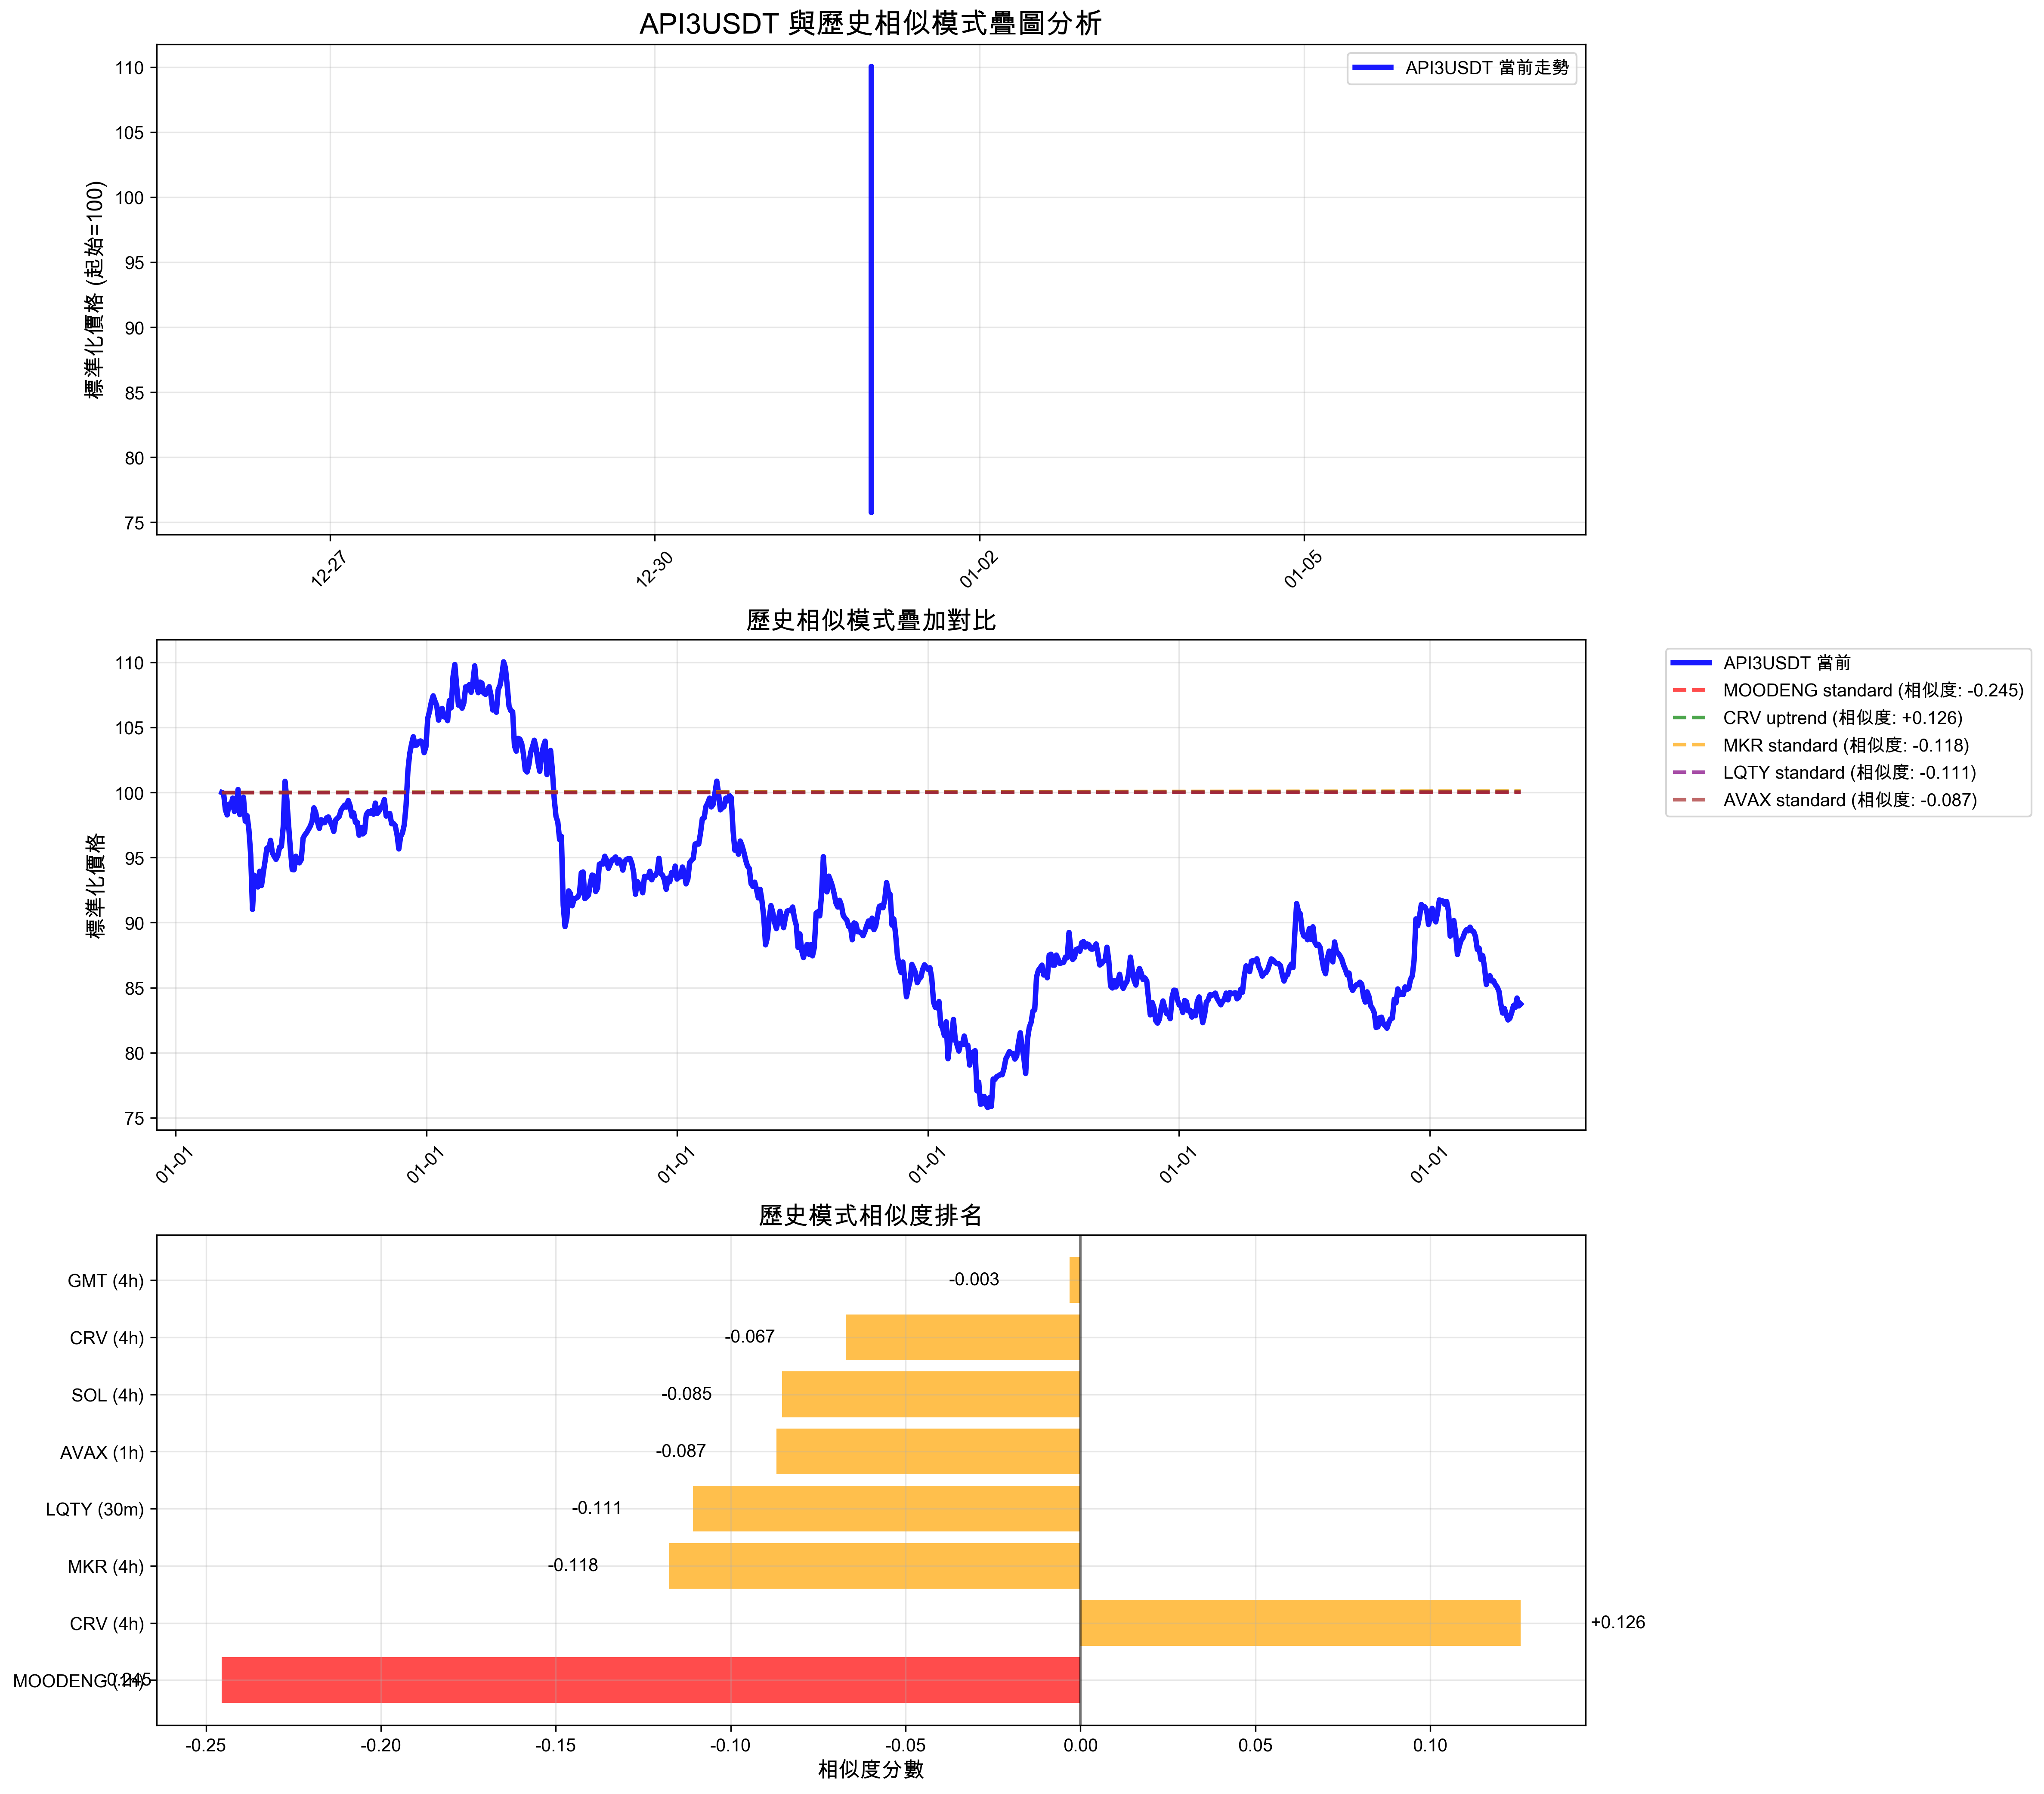 API3USDT 與歷史相似模式疊圖分析
API3USDT 當前走勢
標準化價格 (起始=100)
110
105
100
95
90
85
80
75
12-27
12-30
01-02
01-05
歷史相似模式疊加對比
API3USDT 當前
MOODENG standard (相似度: -0.245)
CRV uptrend (相似度: +0.126)
MKR standard (相似度: -0.118)
LQTY standard (相似度: -0.111)
AVAX standard (相似度: -0.087)
標準化價格
110
105
100
95
90
85
80
75
01-01
01-01
01-01
01-01
01-01
01-01
歷史模式相似度排名
GMT (4h)
-0.003
CRV (4h)
-0.067
SOL (4h)
-0.085
AVAX (1h)
-0.087
LQTY (30m)
-0.111
MKR (4h)
-0.118
CRV (4h)
+0.126
MOODENG (1h)
-0.245
-0.25
-0.20
-0.15
-0.10
-0.05
0.00
0.05
0.10
相似度分數